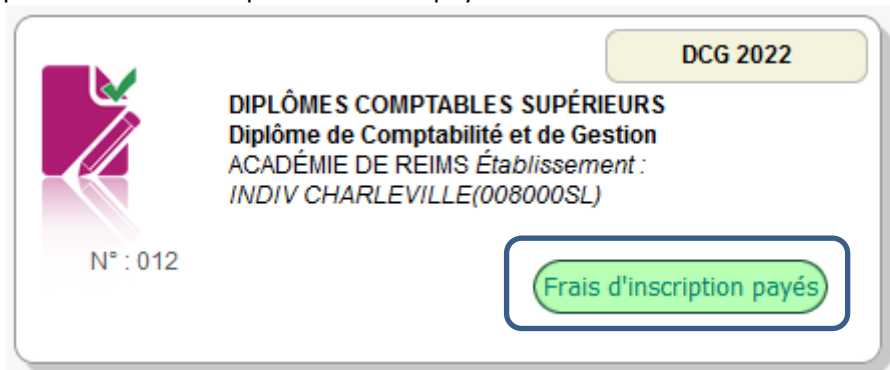 DCG 2022
DIPLÔMES COMPTABLES SUPÉRIEURS
Diplôme de Comptabilité et de Gestion
ACADÉMIE DE REIMS Établissement :
INDIV CHARLEVILLE(008000SL)
N° : 012
Frais d'inscription payés